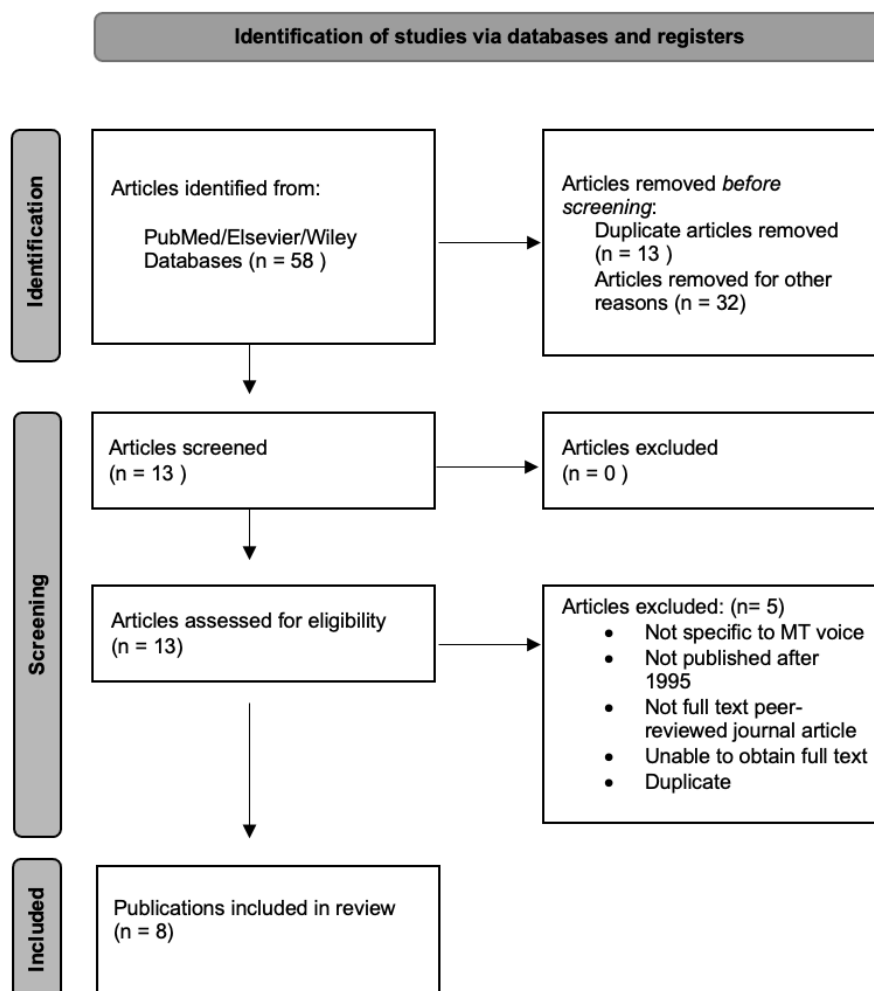 Identification of studies via databases and registers
Identification
Articles identified from:
PubMed/Elsevier/Wiley
Databases (n = 58 )
Articles removed before
screening:
Duplicate articles removed
(n = 13 )
Articles removed for other
reasons (n = 32)
Screening
Articles screened
(n = 13 )
Articles excluded
(n = 0 )
Articles assessed for eligibility
(n = 13)
Articles excluded: (n= 5)
• Not specific to MT voice
• Not published after
1995
• Not full text peer-
reviewed journal article
• Unable to obtain full text
• Duplicate
Included
Publications included in review
(n = 8)